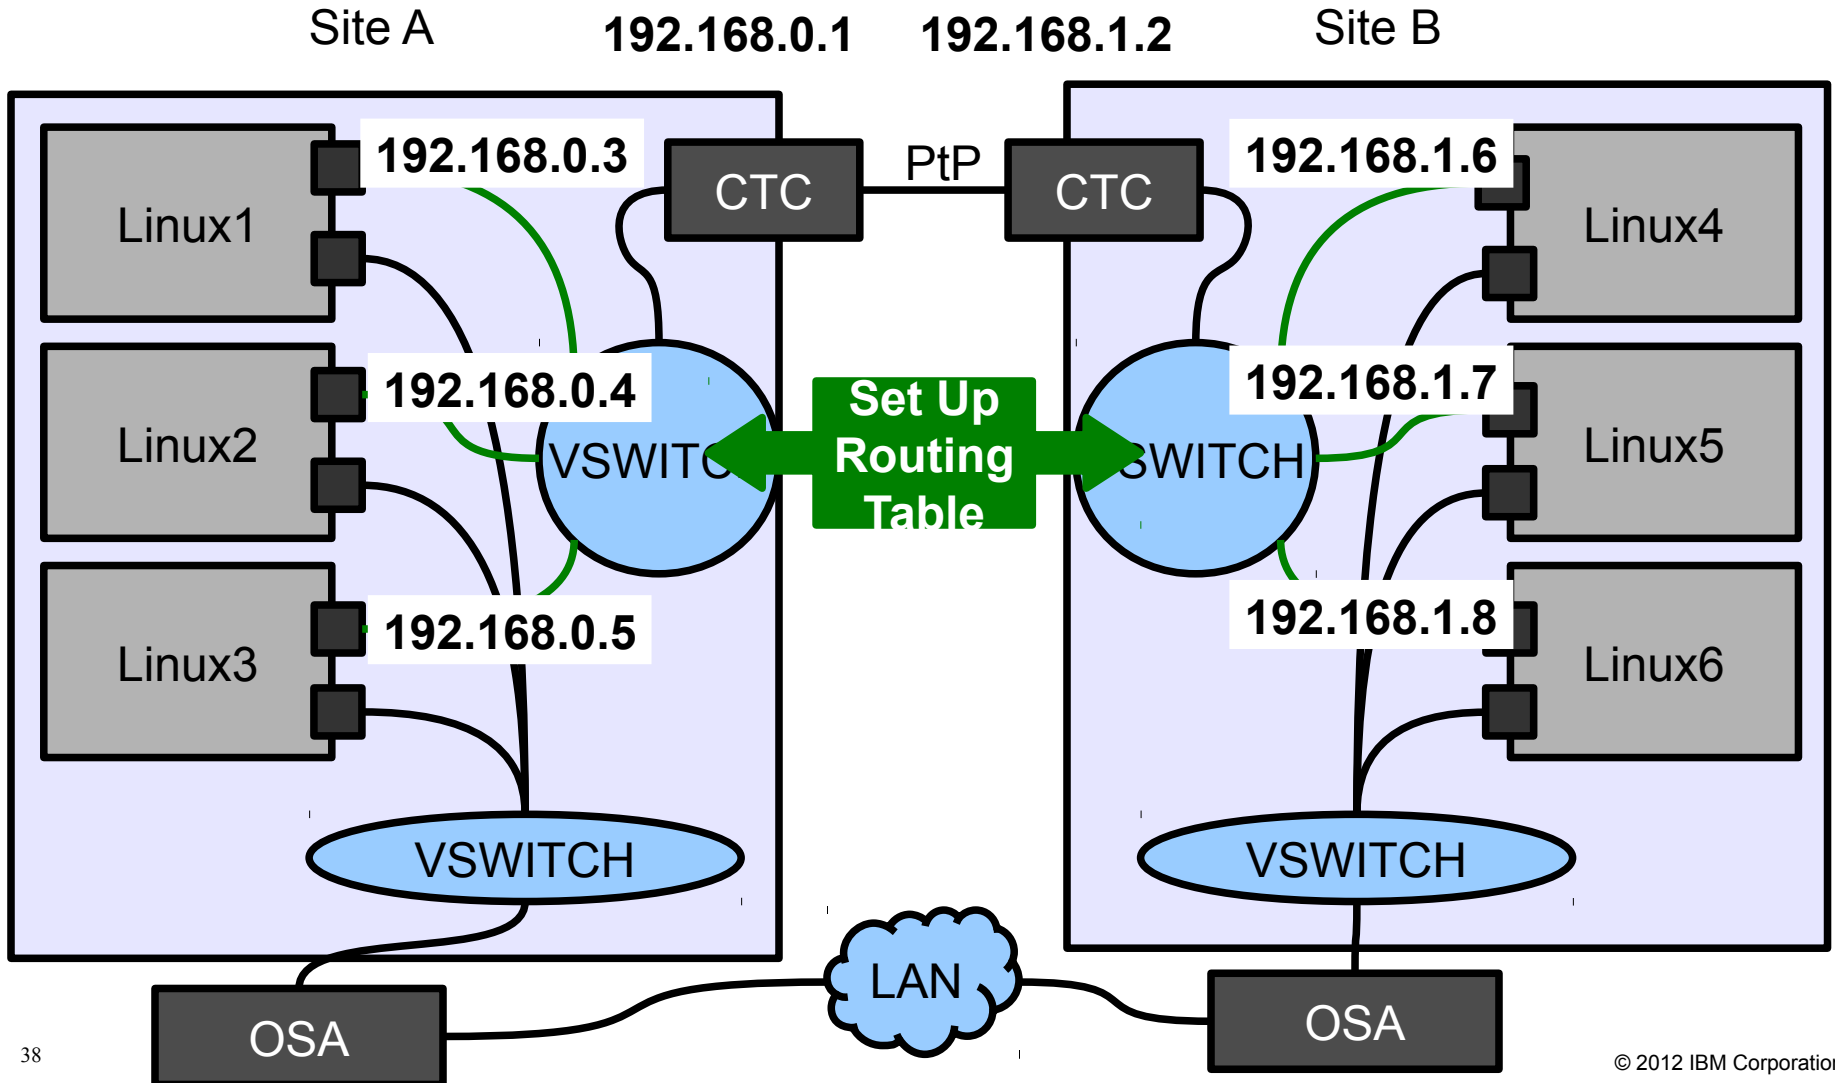 Site A
192.168.0.1
192.168.1.2
Site B
192.168.0.3
CTC
PtP
CTC
192.168.1.6
Linux1
Linux4
192.168.0.4
Set Up
Routing
Table
192.168.1.7
Linux2
VSWITC
SWITCH
Linux5
192.168.0.5
192.168.1.8
Linux3
Linux6
VSWITCH
VSWITCH
LAN
OSA
OSA
38
© 2012 IBM Corporation